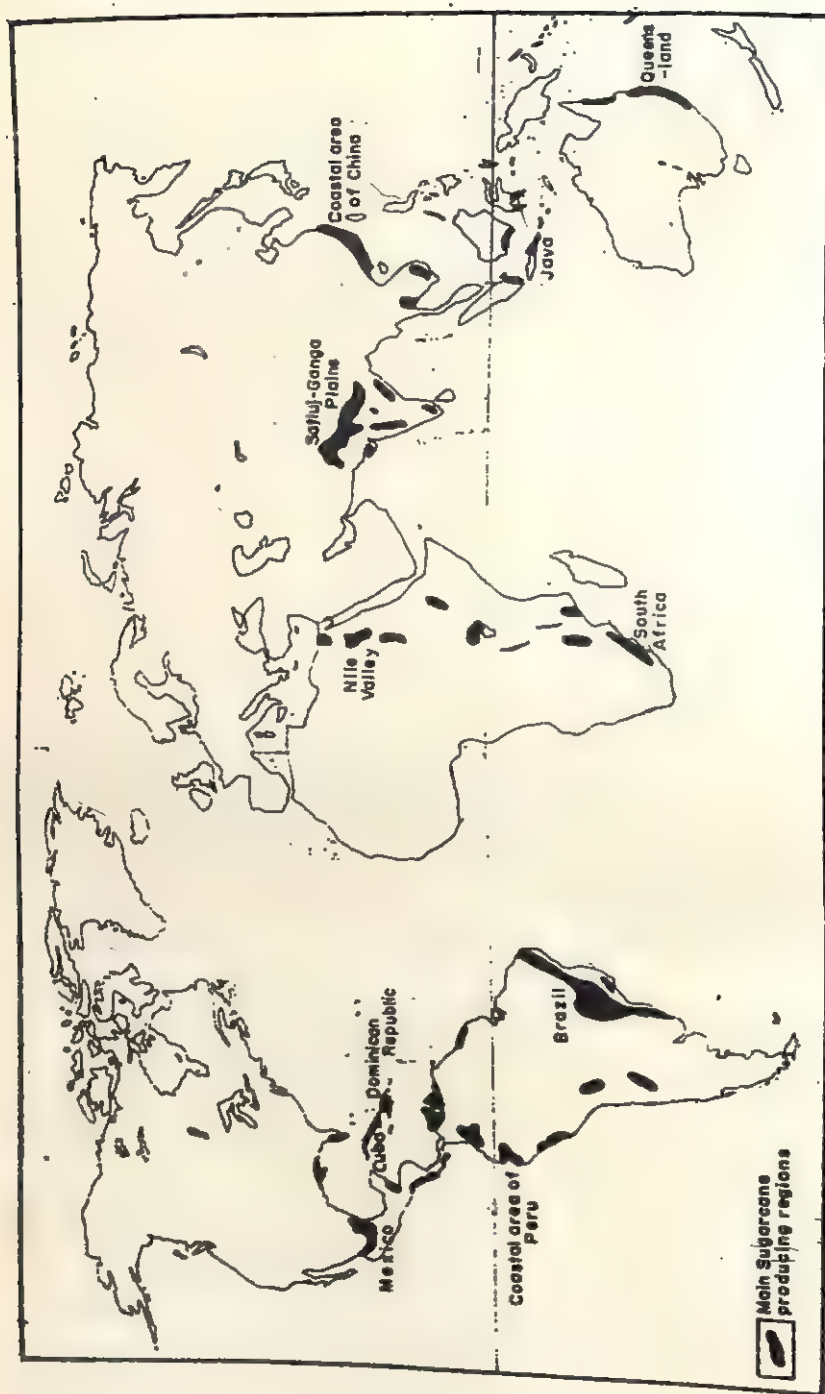 Mexico
Cuba
Dominican
Republic
Coastal area of
Peru
Brazil
Nile
Valley
South
Africa
Satluj-Ganga
Plains
Coastal area
of China
Java
Queens
-land
Main Sugarcane
producing regions